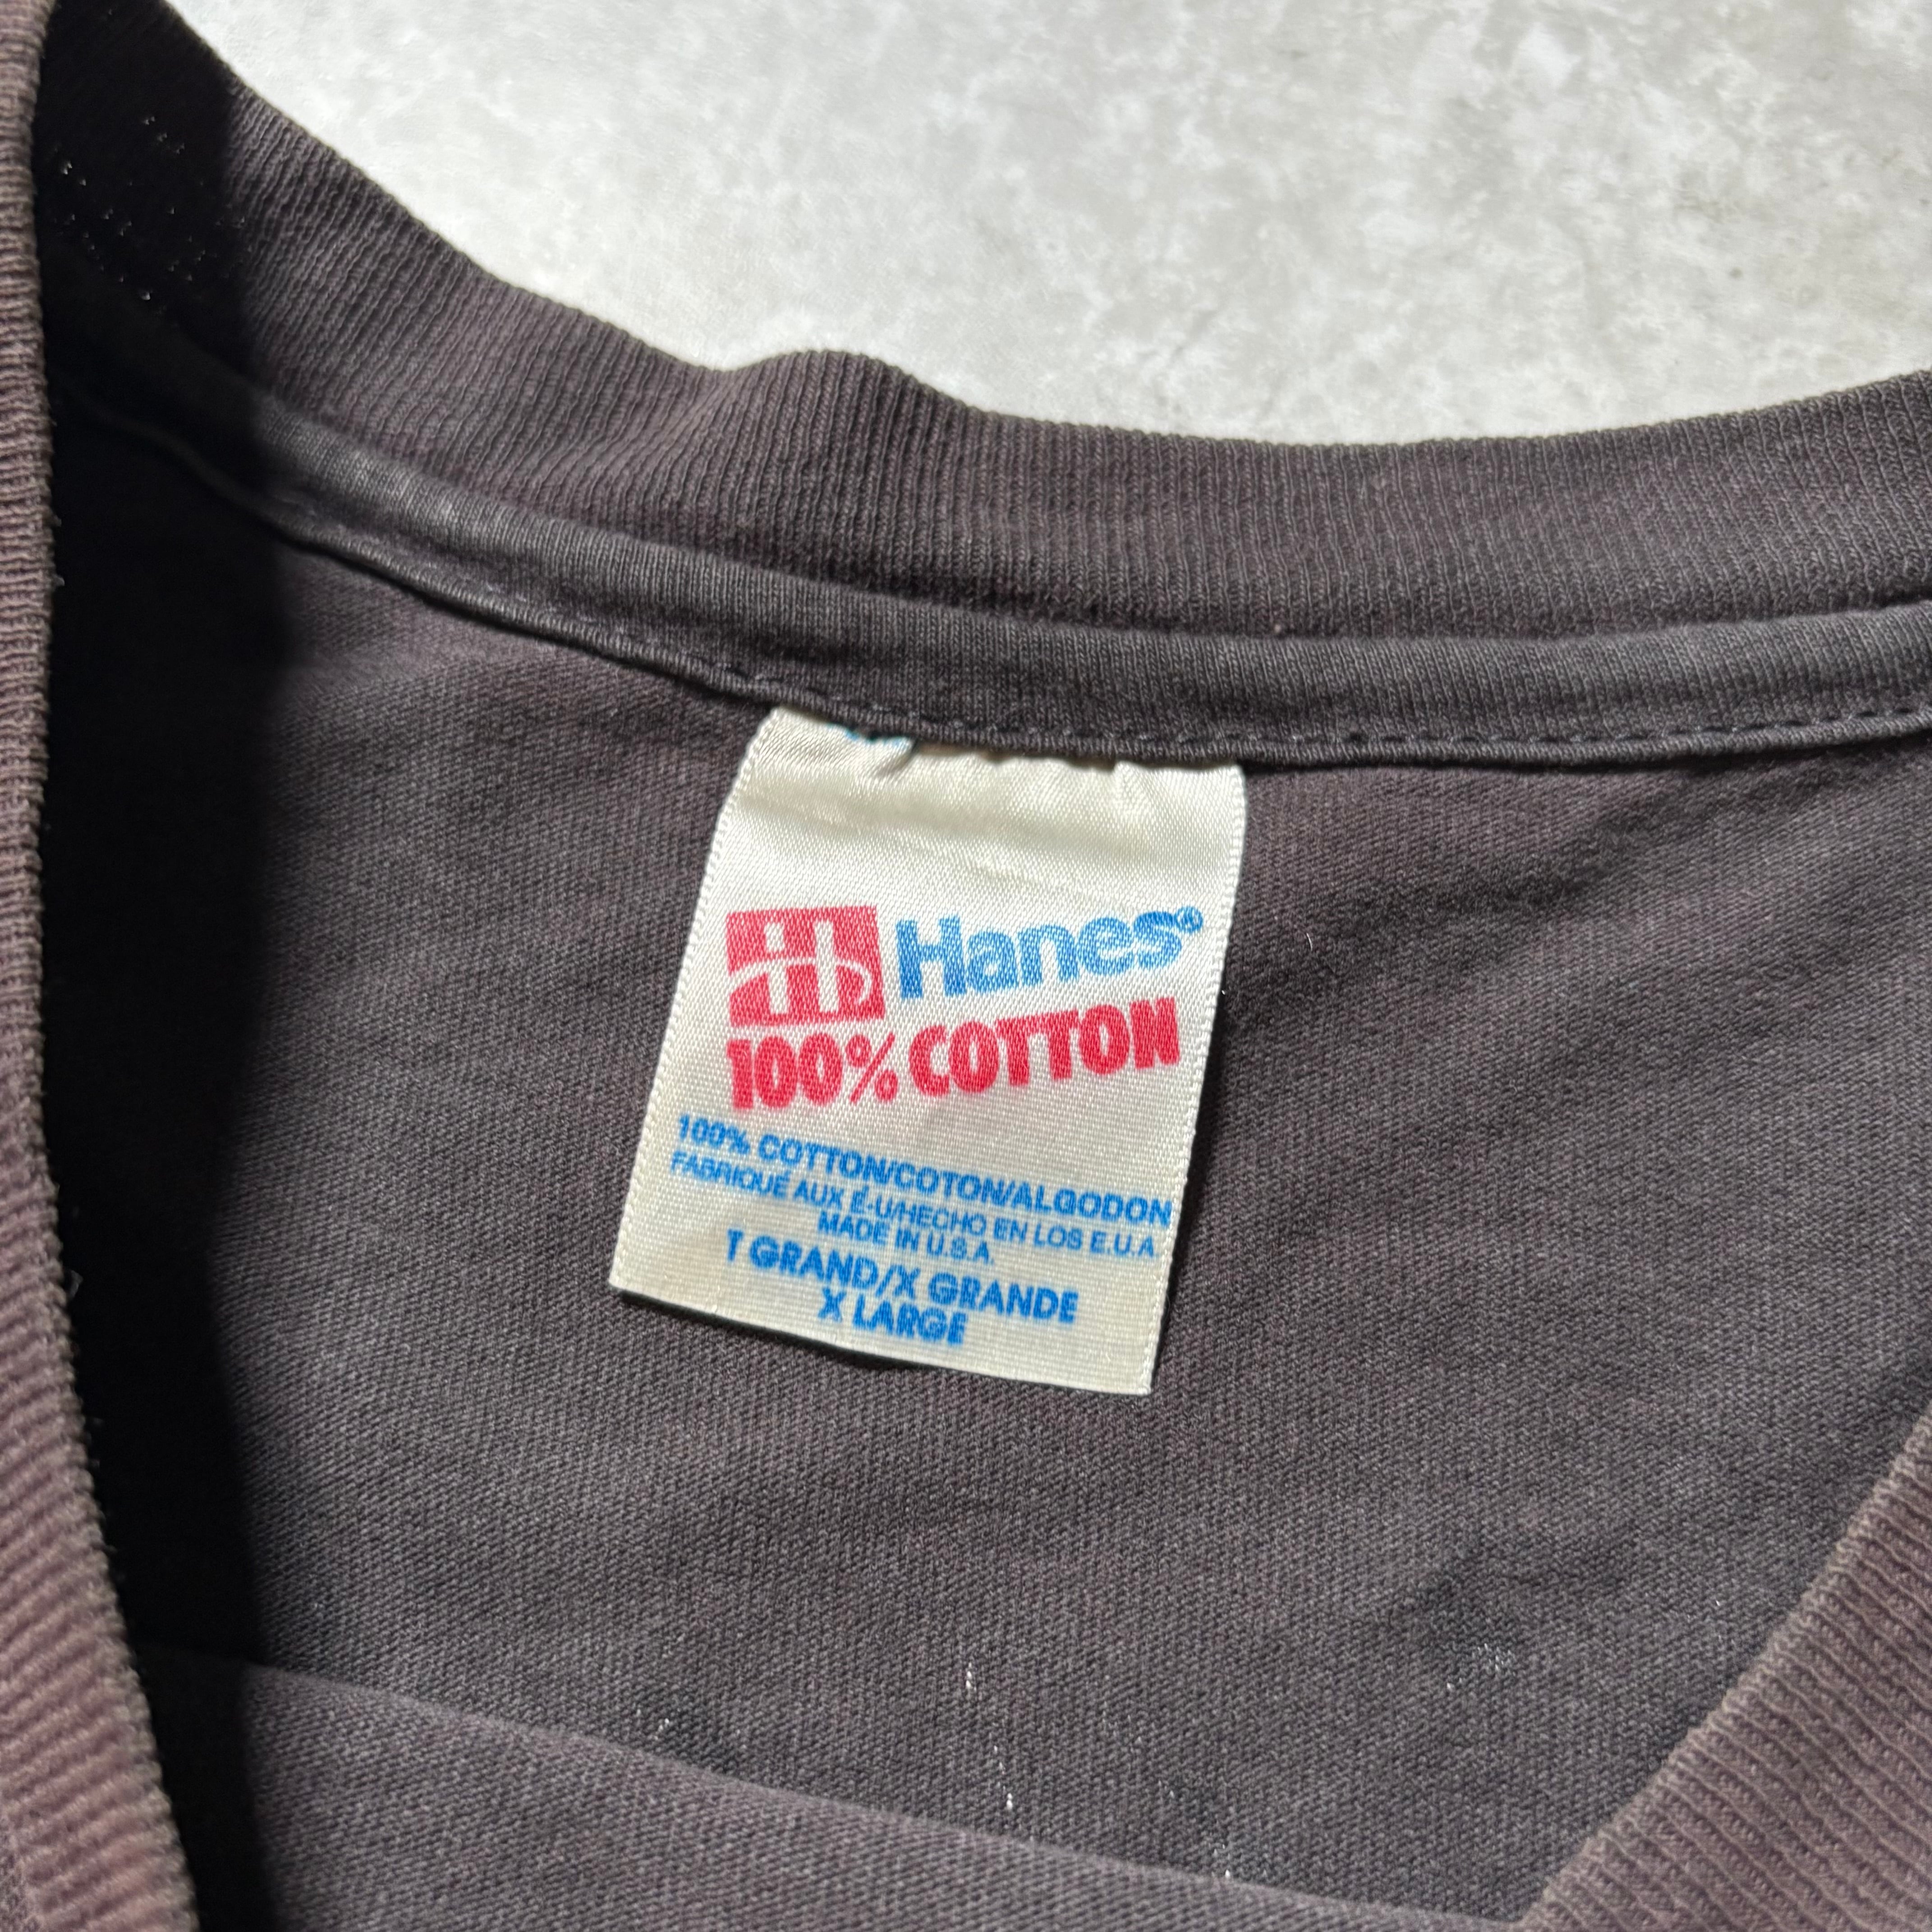 Hanes®
100% COTTON
100% COTTON/COTON/ALGODON
FABRIQUÉ AUX É-U/HECHO EN LOS E.U.A.
MADE IN U.S.A.
T GRAND/X GRANDE
X LARGE